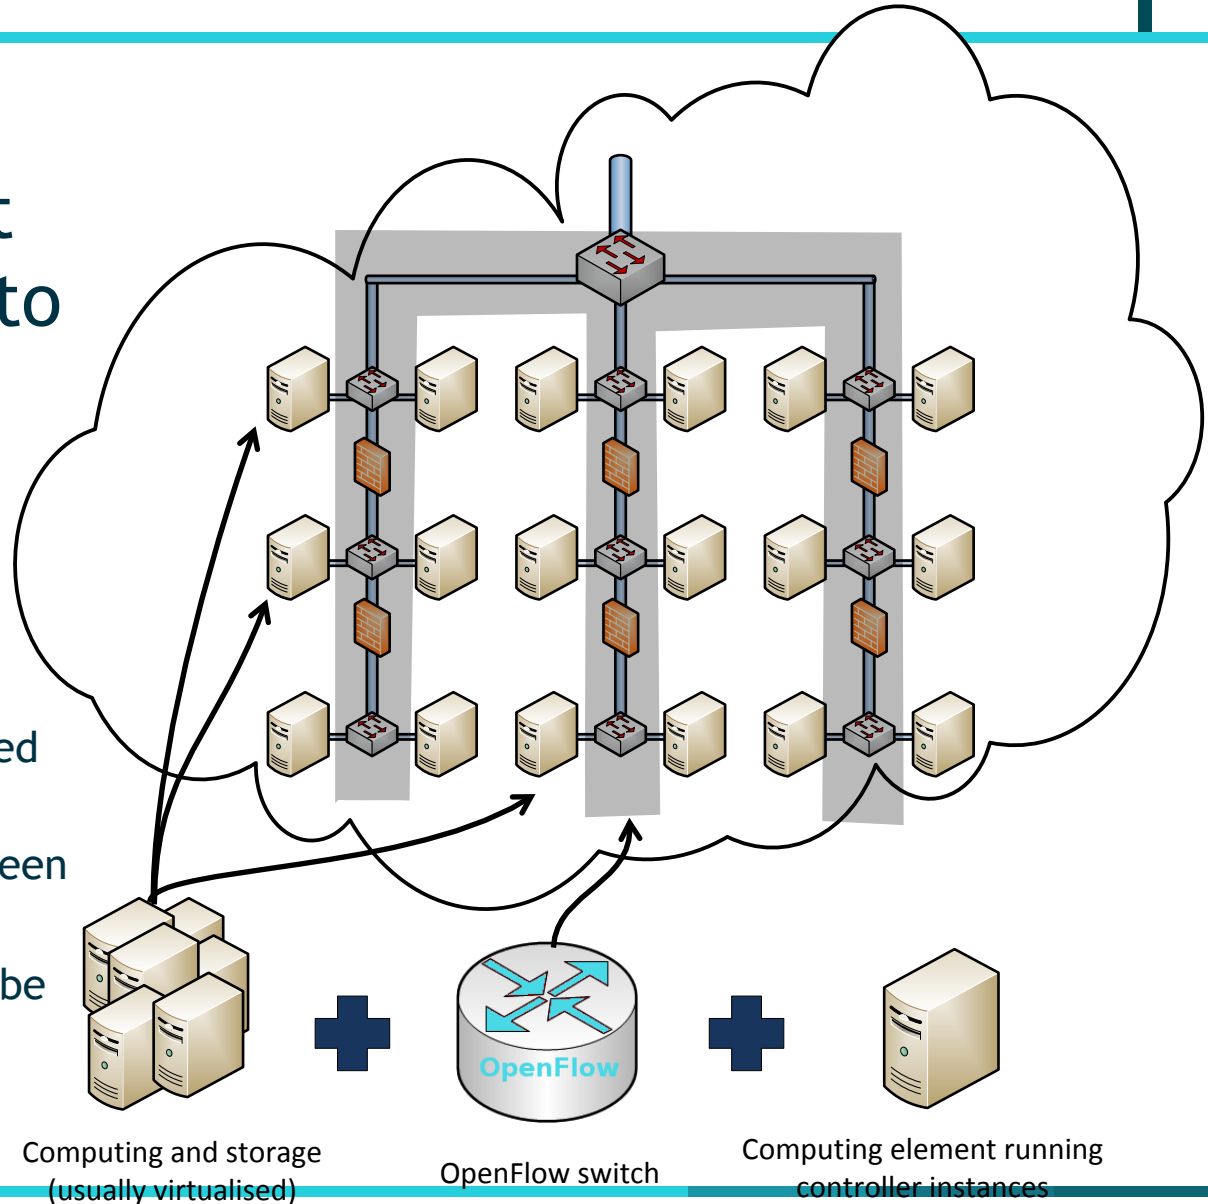 t
to
ed
een
be
OpenFlow
Computing and storage
(usually virtualised)
OpenFlow switch
Computing element running
controller instances